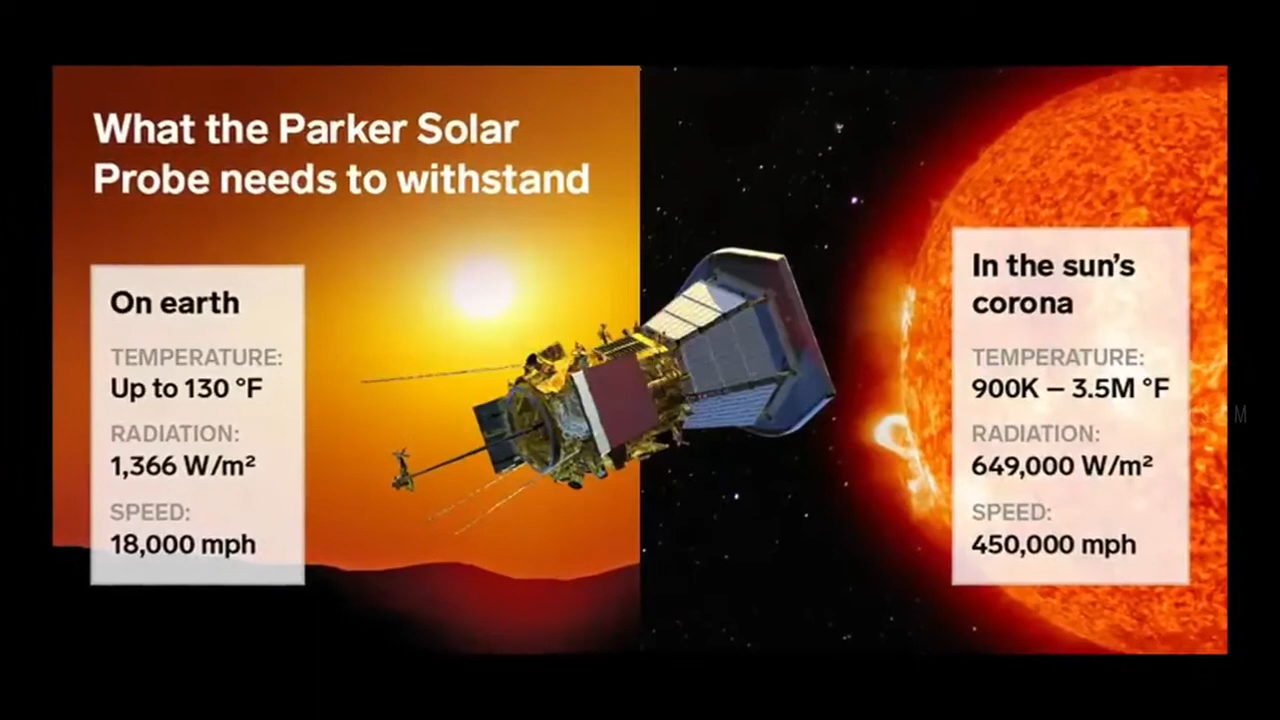 What the Parker Solar
Probe needs to withstand
On earth
TEMPERATURE:
Up to 130 °F
RADIATION:
1,366 W/m²
SPEED:
18,000 mph
In the sun's
corona
TEMPERATURE:
900K – 3.5M °F
RADIATION:
649,000 W/m²
SPEED:
450,000 mph